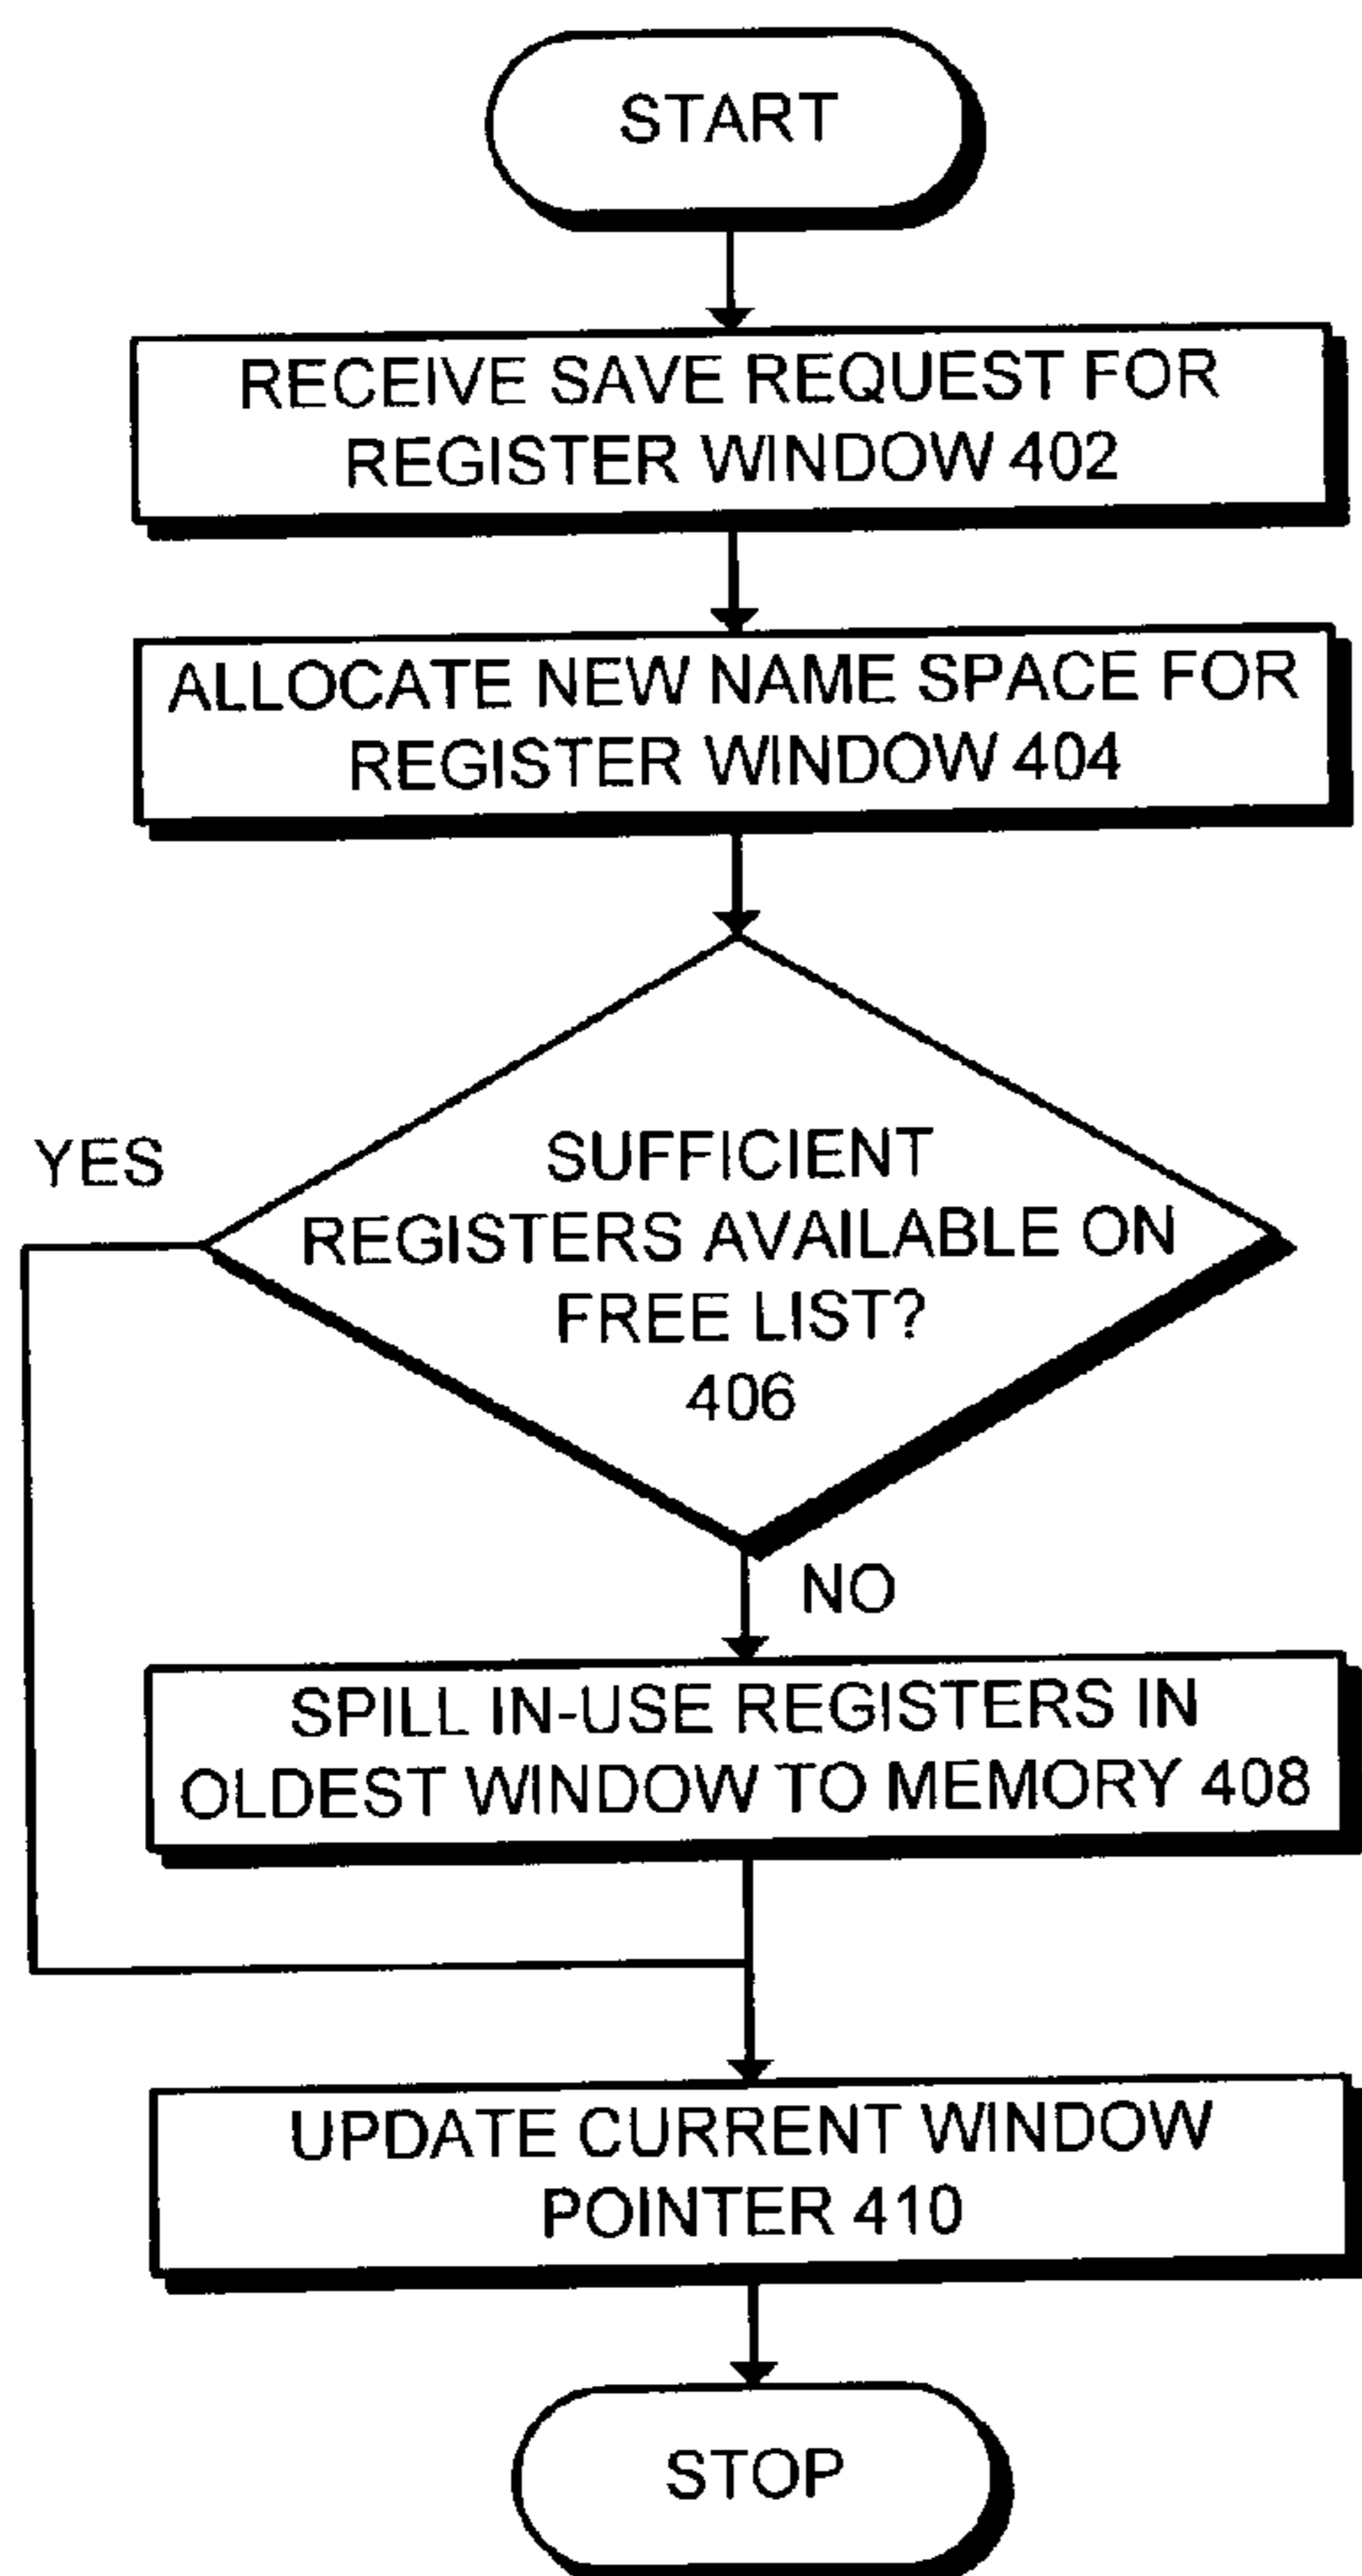 START
RECEIVE SAVE REQUEST FOR
REGISTER WINDOW 402
ALLOCATE NEW NAME SPACE FOR
REGISTER WINDOW 404
YES
SUFFICIENT
REGISTERS AVAILABLE ON
FREE LIST?
406
NO
SPILL IN-USE REGISTERS IN
OLDEST WINDOW TO MEMORY 408
UPDATE CURRENT WINDOW
POINTER 410
STOP